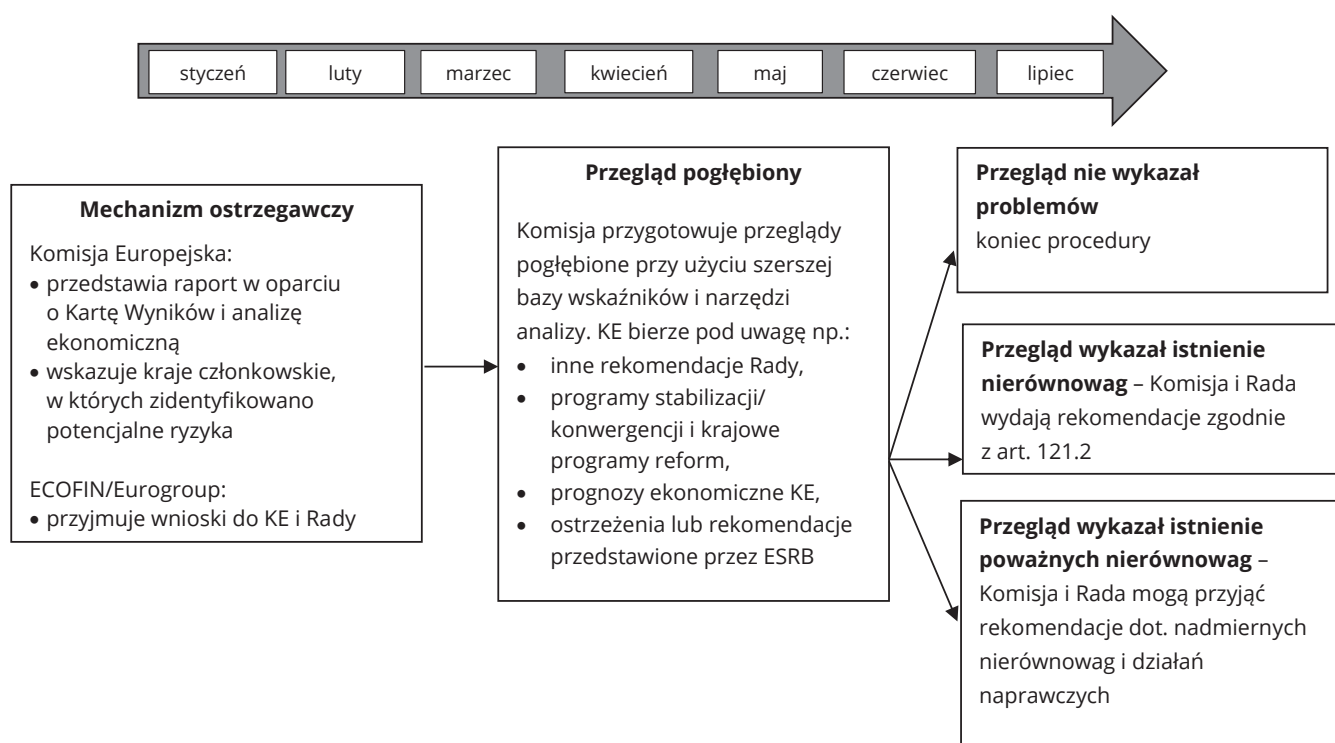 styczeń
luty
marzec
kwiecień
maj
czerwiec
lipiec
Mechanizm ostrzegawczy
Komisja Europejska:
• przedstawia raport w oparciu
o Kartę Wyników i analizę
ekonomiczną
• wskazuje kraje członkowskie,
w których zidentyfikowano
potencjalne ryzyka
ECOFIN/Eurogroup:
• przyjmuje wnioski do KE i Rady
Przegląd pogłębiony
Komisja przygotowuje przeglądy
pogłębione przy użyciu szerszej
bazy wskaźników i narzędzi
analizy. KE bierze pod uwagę np.:
• inne rekomendacje Rady,
• programy stabilizacji/
konwergencji i krajowe
programy reform,
• prognozy ekonomiczne KE,
• ostrzeżenia lub rekomendacje
przedstawione przez ESRB
Przegląd nie wykazał
problemów
koniec procedury
Przegląd wykazał istnienie
nierównowag – Komisja i Rada
wydają rekomendacje zgodnie
z art. 121.2
Przegląd wykazał istnienie
poważnych nierównowag –
Komisja i Rada mogą przyjąć
rekomendacje dot. nadmiernych
nierównowag i działań
naprawczych